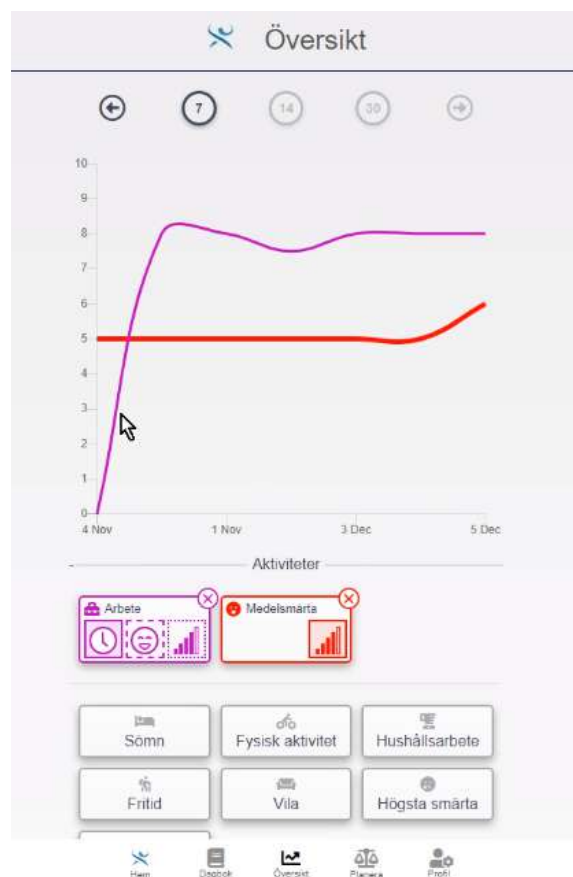 Översikt
7 14 30
10
9
8
7
6
5
4
3
2
1
0
4 Nov 1 Nov 3 Dec 5 Dec
Aktiviteter
Arbete Medelsmärta
Sömn Fysisk aktivitet Hushållsarbete
Fritid Vila Högsta smärta
Hem Dagbok Översikt Planera Profil